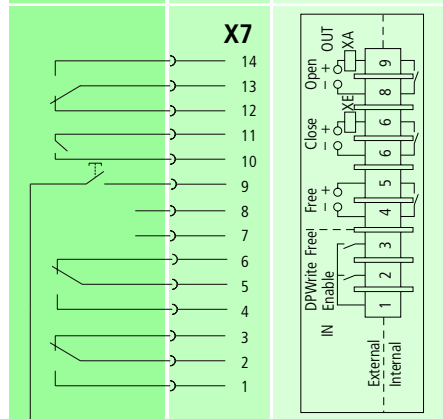 X7
14
13
12
11
10
9
8
7
6
5
4
3
2
1
OUT
Open
- +
XA
9
8
Close
- +
XE
6
6
Free
- +
5
4
Free!
3
DPWrite
Enable
2
1
IN
External
Internal